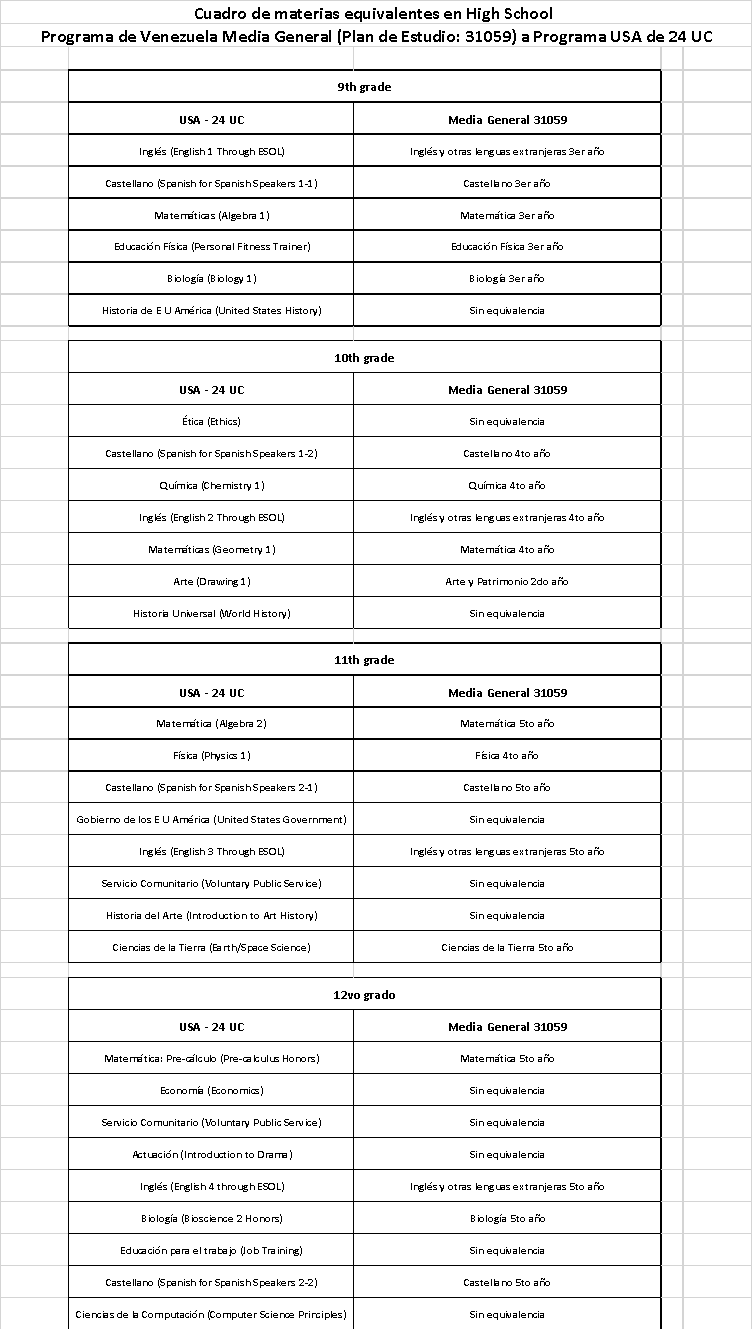 Cuadro de materias equivalentes en High School
Programa de Venezuela Media General (Plan de Estudio: 31059) a Programa USA de 24 UC
9th grade
USA - 24 UC Media General 31059
Inglés (English 1 Through ESOL) Inglés y otras lenguas extranjeras 3er año
Castellano (Spanish for Spanish Speakers 1-1) Castellano 3er año
Matemáticas (Algebra 1) Matemática 3er año
Educación Física (Personal Fitness Trainer) Educación Física 3er año
Biología (Biology 1) Biología 3er año
Historia de E U América (United States History) Sin equivalencia
10th grade
USA - 24 UC Media General 31059
Ética (Ethics) Sin equivalencia
Castellano (Spanish for Spanish Speakers 1-2) Castellano 4to año
Química (Chemistry 1) Química 4to año
Inglés (English 2 Through ESOL) Inglés y otras lenguas extranjeras 4to año
Matemáticas (Geometry 1) Matemática 4to año
Arte (Drawing 1) Arte y Patrimonio 2do año
Historia Universal (World History) Sin equivalencia
11th grade
USA - 24 UC Media General 31059
Matemática (Algebra 2) Matemática 5to año
Física (Physics 1) Física 4to año
Castellano (Spanish for Spanish Speakers 2-1) Castellano 5to año
Gobierno de los E U América (United States Government) Sin equivalencia
Inglés (English 3 Through ESOL) Inglés y otras lenguas extranjeras 5to año
Servicio Comunitario (Voluntary Public Service) Sin equivalencia
Historia del Arte (Introduction to Art History) Sin equivalencia
Ciencias de la Tierra (Earth/Space Science) Ciencias de la Tierra 5to año
12vo grado
USA - 24 UC Media General 31059
Matemática: Pre-cálculo (Pre-calculus Honors) Matemática 5to año
Economía (Economics) Sin equivalencia
Servicio Comunitario (Voluntary Public Service) Sin equivalencia
Actuación (Introduction to Drama) Sin equivalencia
Inglés (English 4 through ESOL) Inglés y otras lenguas extranjeras 5to año
Biología (Bioscience 2 Honors) Biología 5to año
Educación para el trabajo (Job Training) Sin equivalencia
Castellano (Spanish for Spanish Speakers 2-2) Castellano 5to año
Ciencias de la Computación (Computer Science Principles) Sin equivalencia